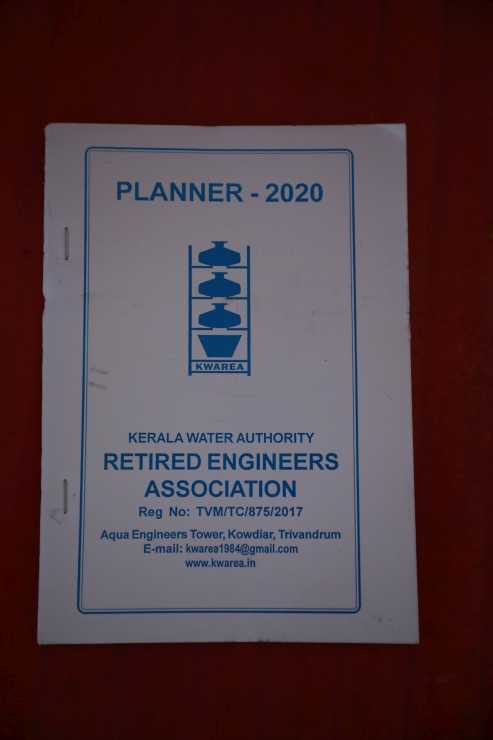 PLANNER - 2020
KWAREA
KERALA WATER AUTHORITY
RETIRED ENGINEERS
ASSOCIATION
Reg No: TVM/TC/875/2017
Aqua Engineers Tower, Kowdiar, Trivandrum
E-mail: kwarea1984@gmail.com
www.kwarea.in